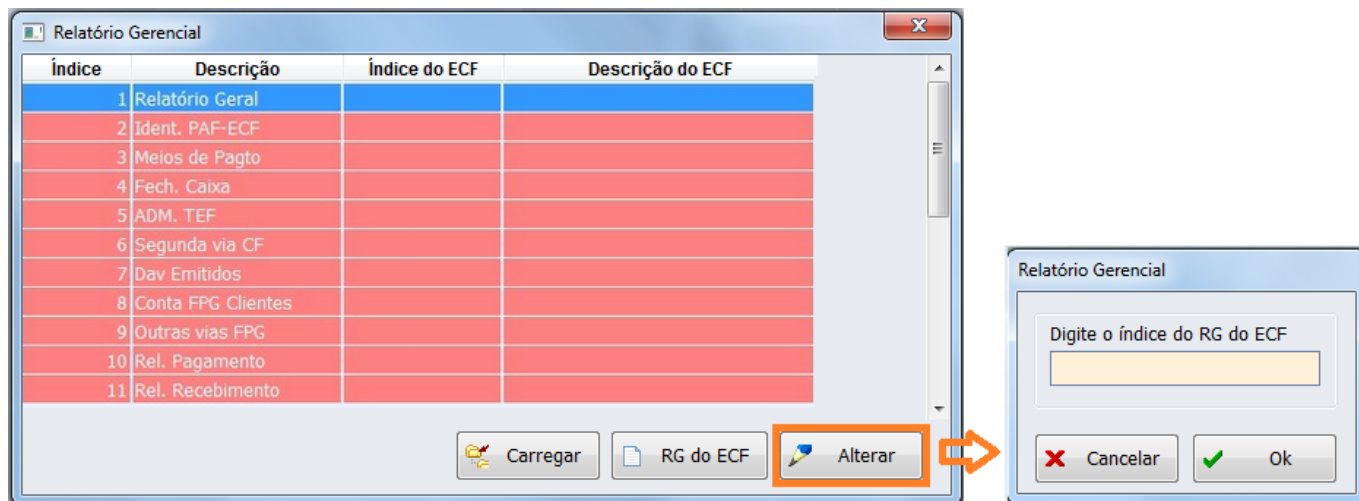 Relatório Gerencial
Índice Descrição Índice do ECF Descrição do ECF
1 Relatório Geral
2 Ident. PAF-ECF
3 Meios de Pagto
4 Fech. Caixa
5 ADM. TEF
6 Segunda via CF
7 Dav Emitidos
8 Conta FPG Clientes
9 Outras vias FPG
10 Rel. Pagamento
11 Rel. Recebimento
Carregar RG do ECF Alterar
Relatório Gerencial
Digite o índice do RG do ECF
Cancelar Ok